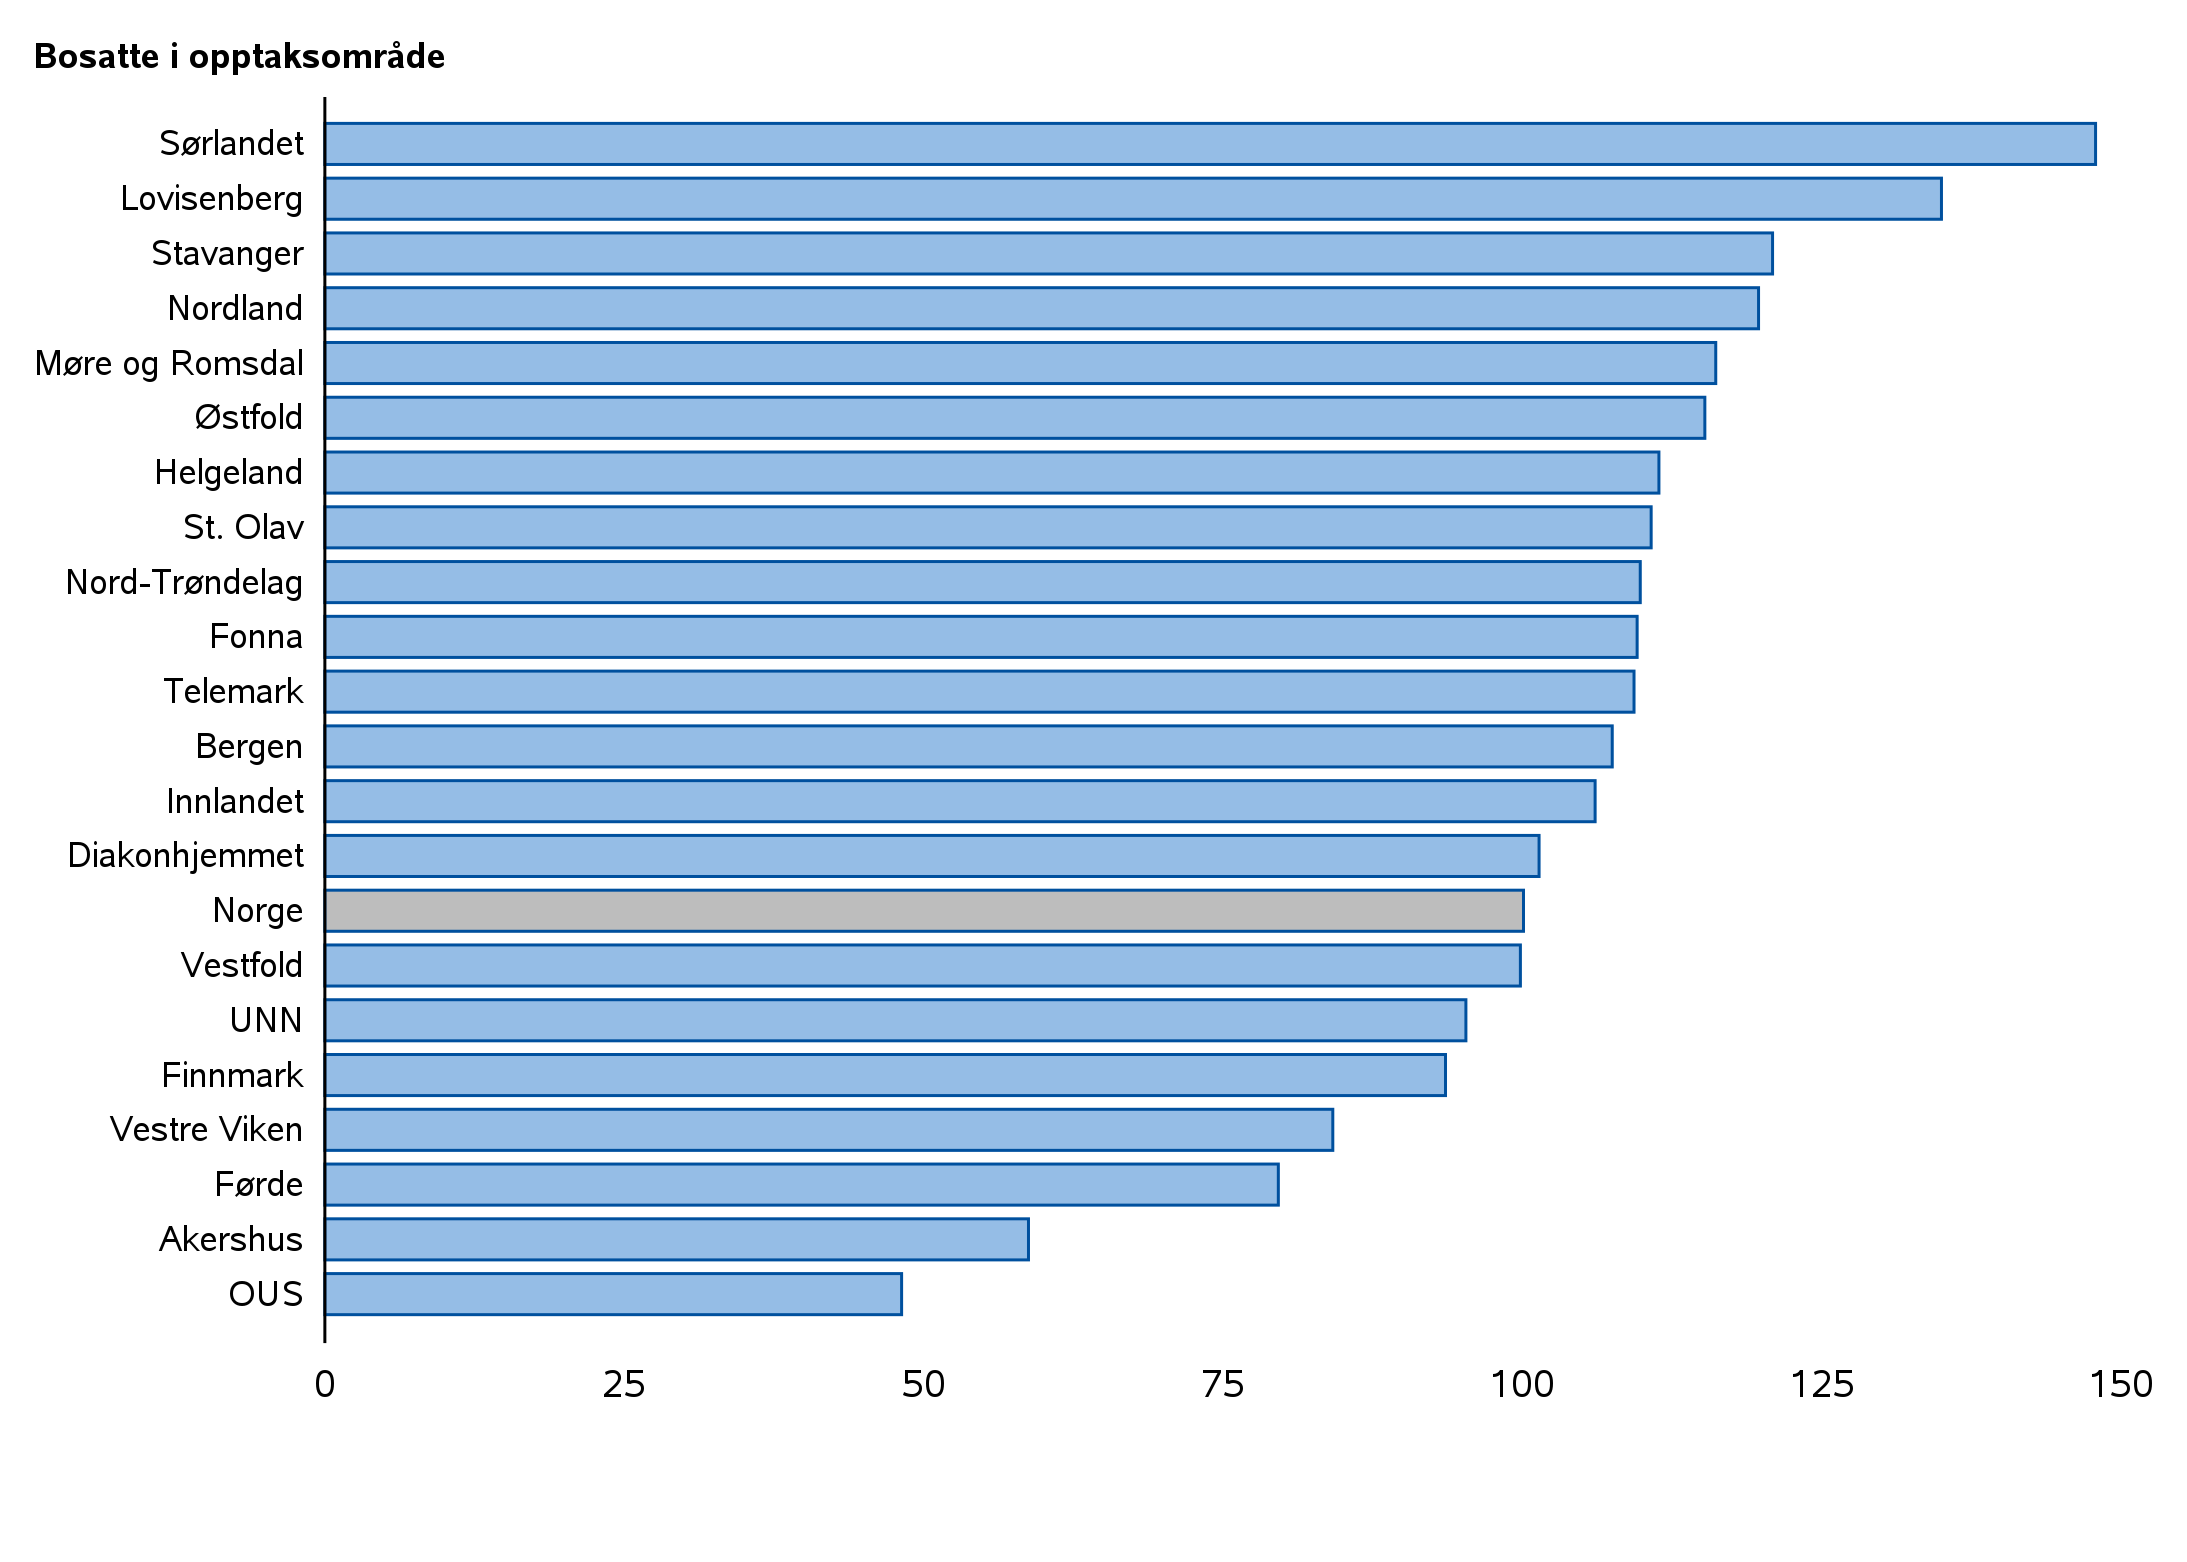 Bosatte i opptaksområde
Sørlandet
Lovisenberg
Stavanger
Nordland
Møre og Romsdal
Østfold
Helgeland
St. Olav
Nord-Trøndelag
Fonna
Telemark
Bergen
Innlandet
Diakonhjemmet
Norge
Vestfold
UNN
Finnmark
Vestre Viken
Førde
Akershus
OUS
0 25 50 75 100 125 150